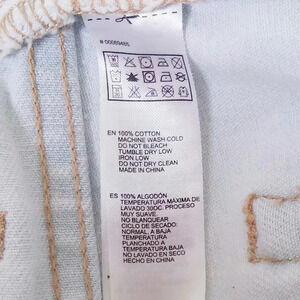 # 00089465
EN 100% COTTON
MACHINE WASH COLD
DO NOT BLEACH
TUMBLE DRY LOW
IRON LOW
DO NOT DRY CLEAN
MADE IN CHINA
ES 100% ALGODÓN
TEMPERATURA MÁXIMA DE
LAVADO 30OC. PROCESO
MUY SUAVE
NO BLANQUEAR
CICLO DE SECADO:
NORMAL A BAJA
TEMPERATURA
PLANCHADO A
TEMPERATURA BAJA
NO LAVADO EN SECO
HECHO EN CHINA